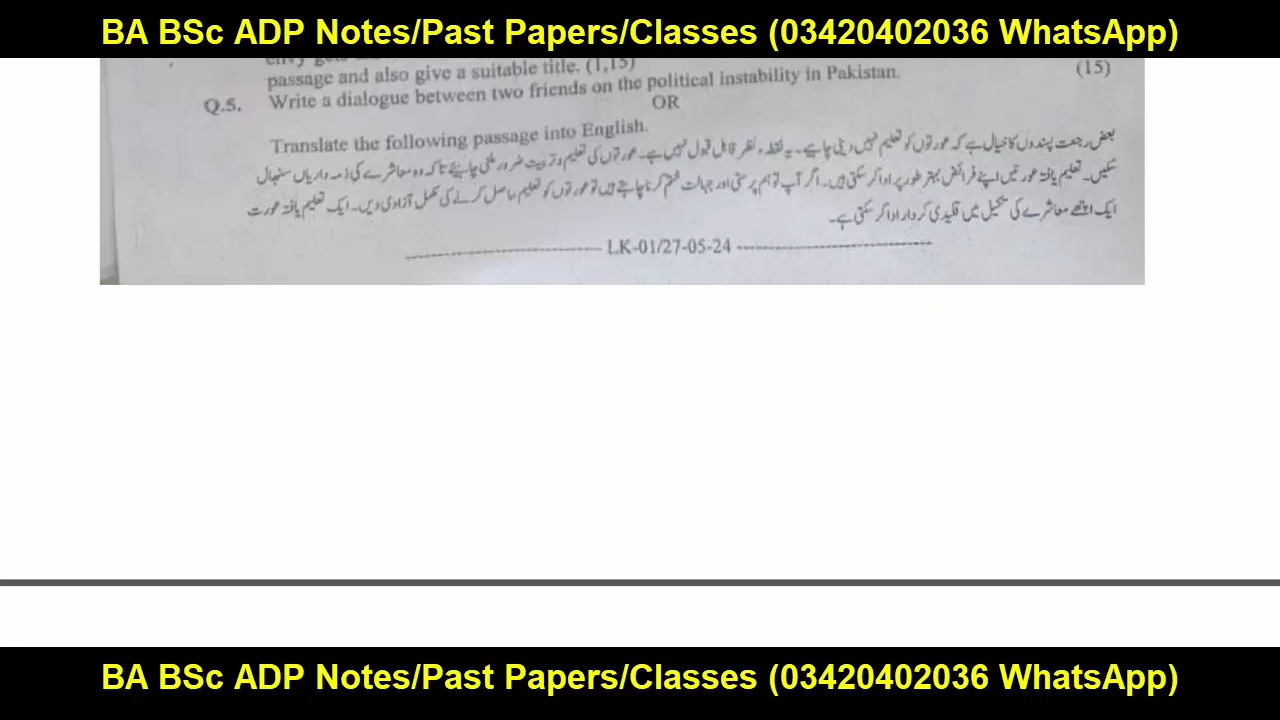 BA BSc ADP Notes/Past Papers/Classes (03420402036 WhatsApp)
passage and also give a suitable title. (1,15)
Q.5. Write a dialogue between two friends on the political instability in Pakistan. (15)
OR
Translate the following passage into English.
بعض رجعت پسندوں کا خیال ہے کہ عورتوں کو تعلیم نہیں دینی چاہیے۔ یہ نقطہء نظر قابل قبول نہیں ہے۔ عورتوں کی تعلیم و تربیت ضرور ملنی چاہیئے تاکہ وہ معاشرے کی ذمہ داریاں سنبھال
سکیں۔ تعلیم یافتہ عورتیں اپنے فرائض بہتر طور پر ادا کر سکتی ہیں۔ اگر آپ توہم پرستی اور جہالت ختم کرنا چاہتے ہیں تو عورتوں کو تعلیم حاصل کرنے کی مکمل آزادی دیں۔ ایک تعلیم یافتہ عورت
ایک اچھے معاشرے کی تکمیل میں قلیدی کردار ادا کر سکتی ہے۔
LK-01/27-05-24
BA BSc ADP Notes/Past Papers/Classes (03420402036 WhatsApp)